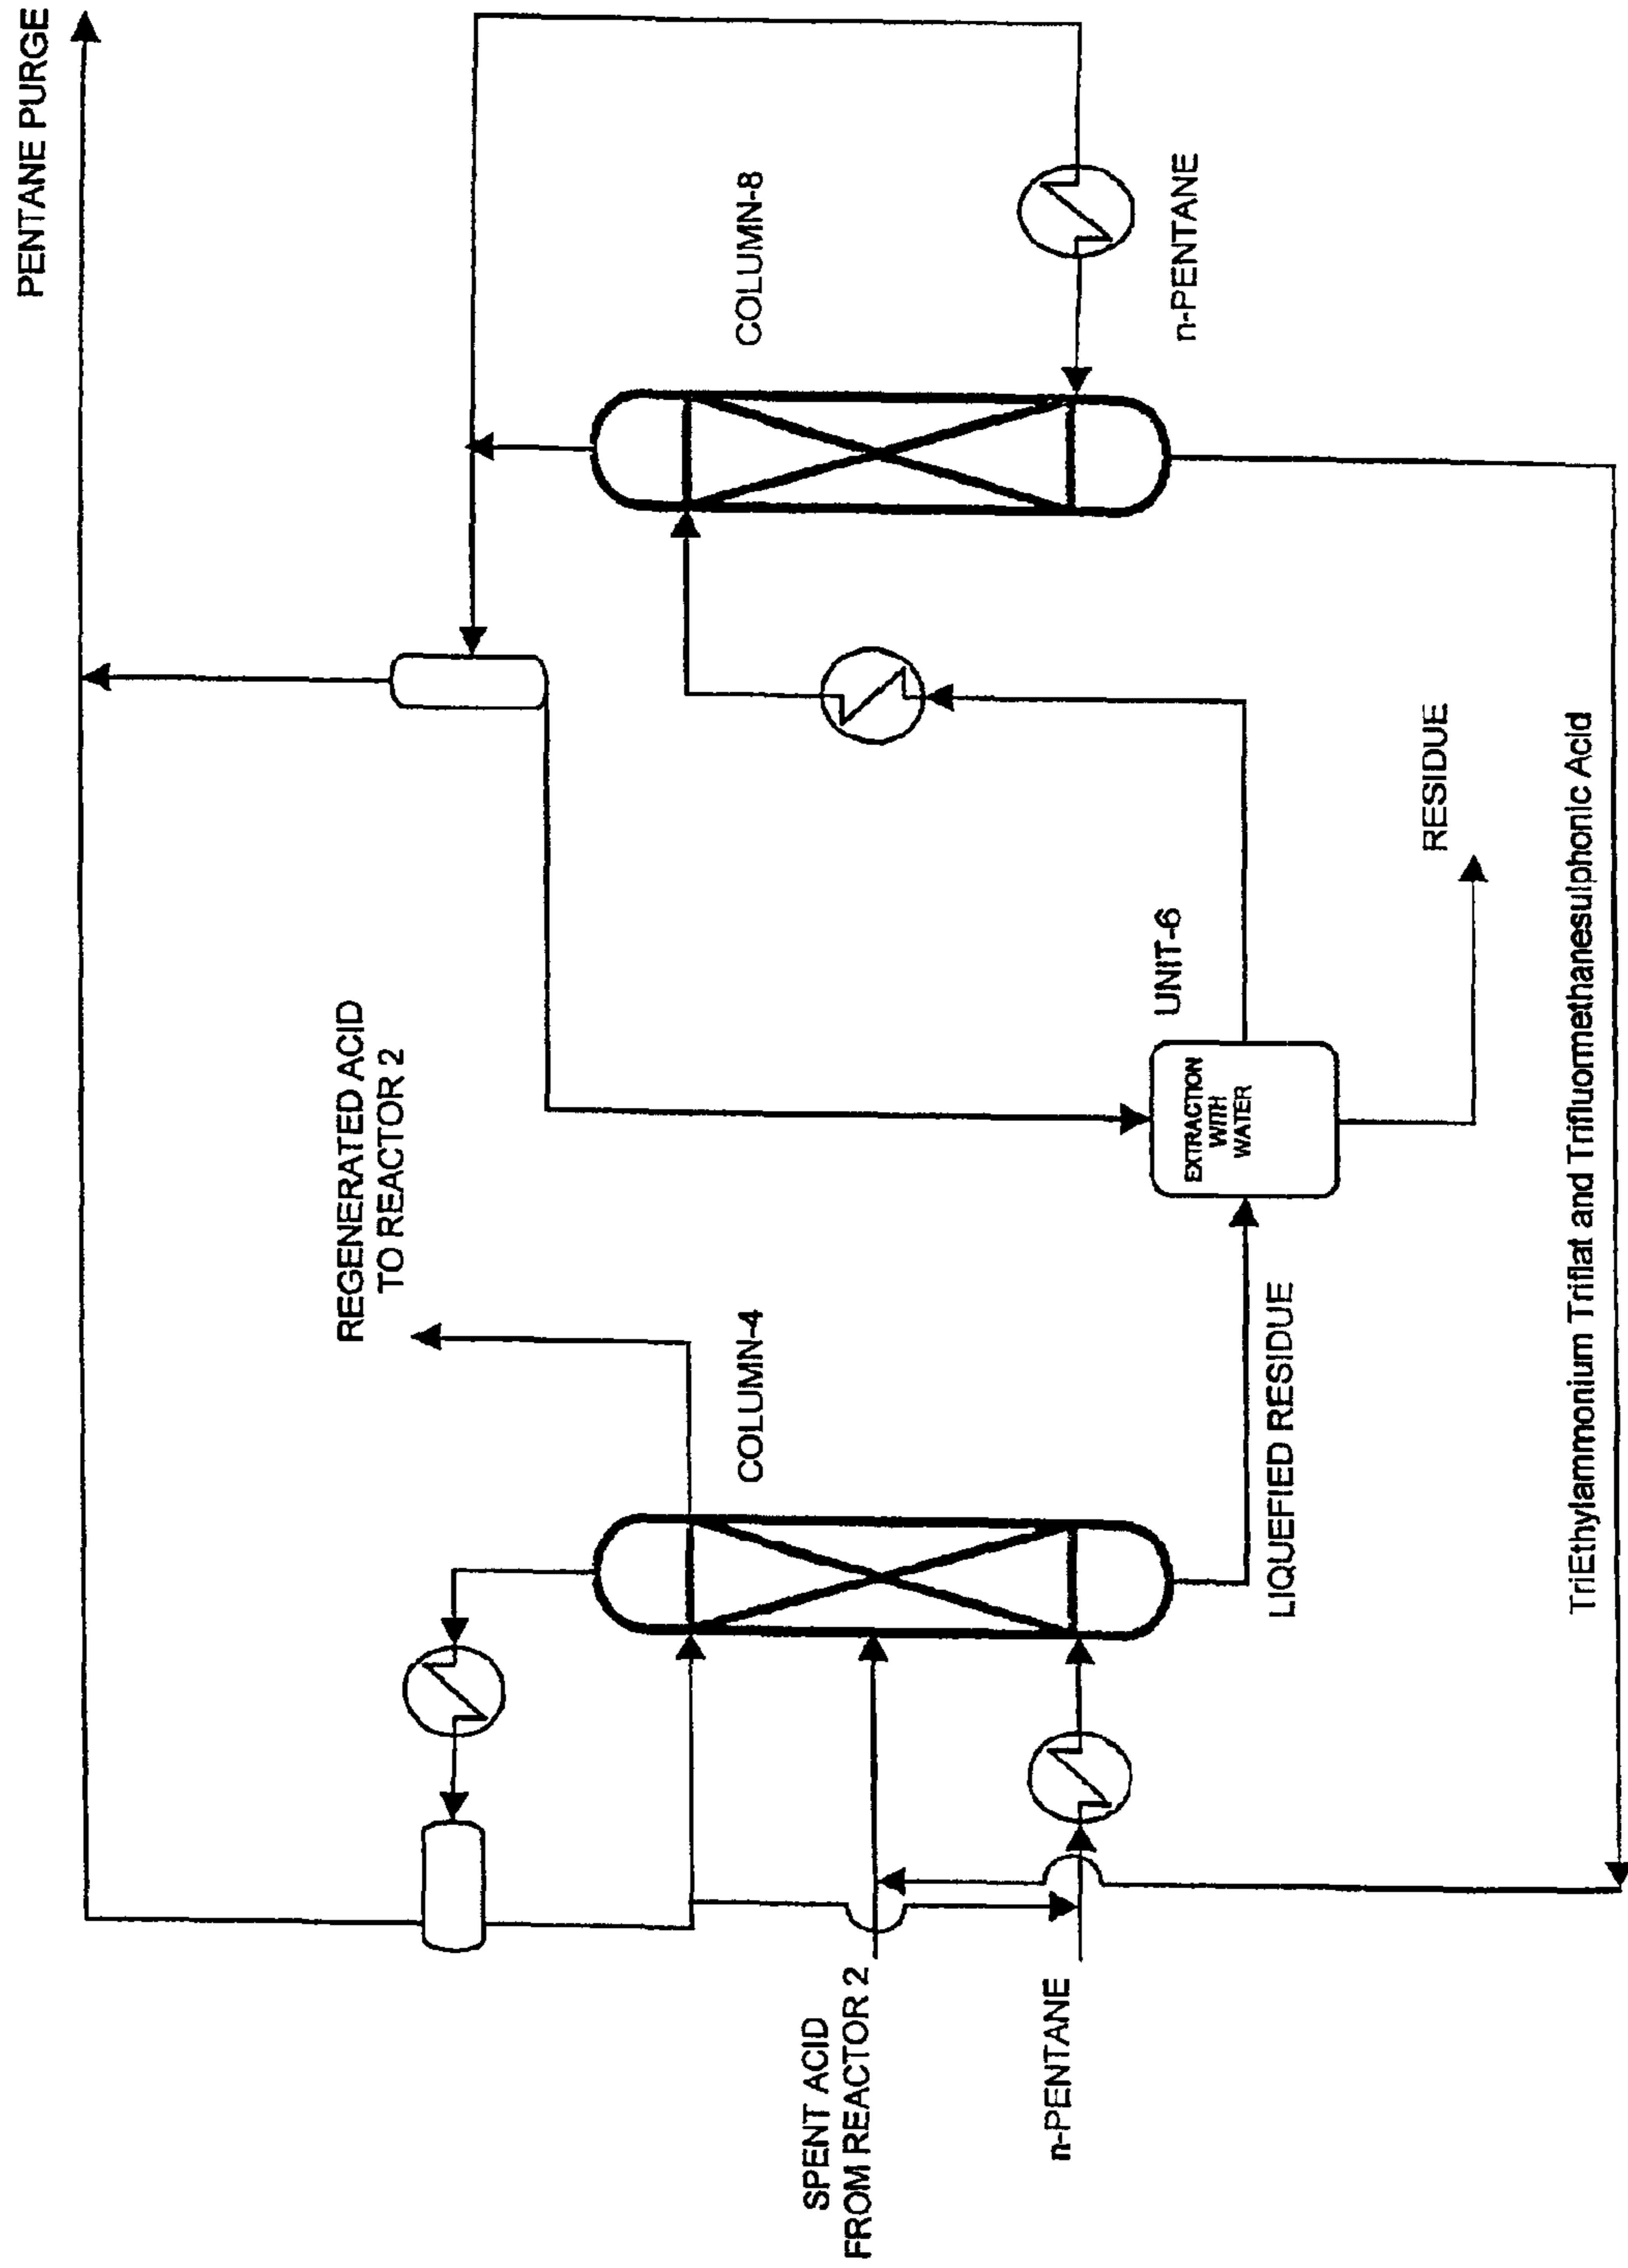 PENTANE PURGE
REGENERATED ACID
TO REACTOR 2
COLUMN-4
COLUMN-8
SPENT ACID
FROM REACTOR 2
n-PENTANE
n-PENTANE
UNIT-6
EXTRACTION
WITH
WATER
LIQUEFIED RESIDUE
RESIDUE
TriEthylammonium Triflat and Trifluormethanesulphonic Acid